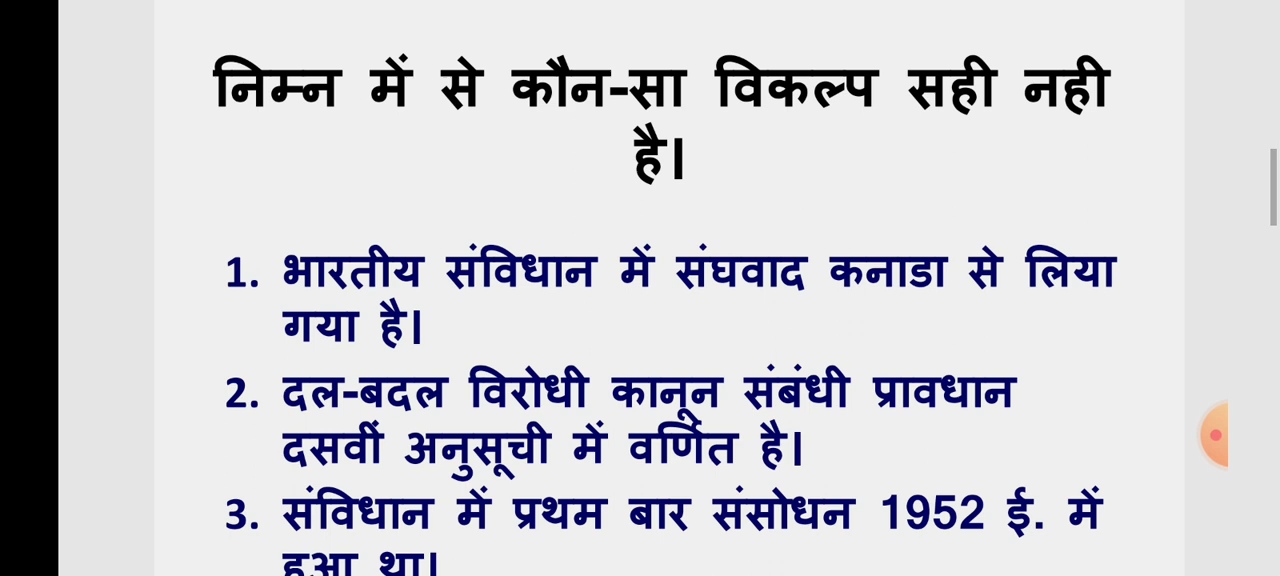 निम्न में से कौन-सा विकल्प सही नही
है।
1. भारतीय संविधान में संघवाद कनाडा से लिया
गया है।
2. दल-बदल विरोधी कानून संबंधी प्रावधान
दसवीं अनुसूची में वर्णित है।
3. संविधान में प्रथम बार संसोधन 1952 ई. में
हुआ था।